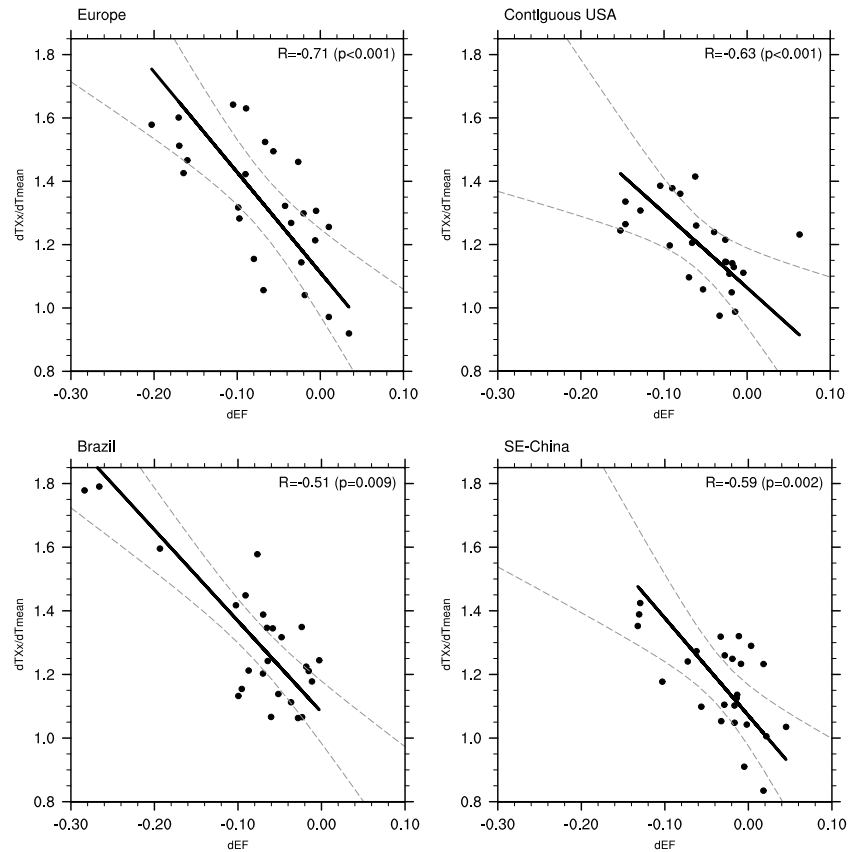 Europe
R=-0.71 (p<0.001)
1.8
1.6
1.4
1.2
1.0
0.8
dTXx/dTmean
-0.30 -0.20 -0.10 0.00 0.10
dEF
Contiguous USA
R=-0.63 (p<0.001)
1.8
1.6
1.4
1.2
1.0
0.8
dTXx/dTmean
-0.30 -0.20 -0.10 0.00 0.10
dEF
Brazil
R=-0.51 (p=0.009)
1.8
1.6
1.4
1.2
1.0
0.8
dTXx/dTmean
-0.30 -0.20 -0.10 0.00 0.10
dEF
SE-China
R=-0.59 (p=0.002)
1.8
1.6
1.4
1.2
1.0
0.8
dTXx/dTmean
-0.30 -0.20 -0.10 0.00 0.10
dEF